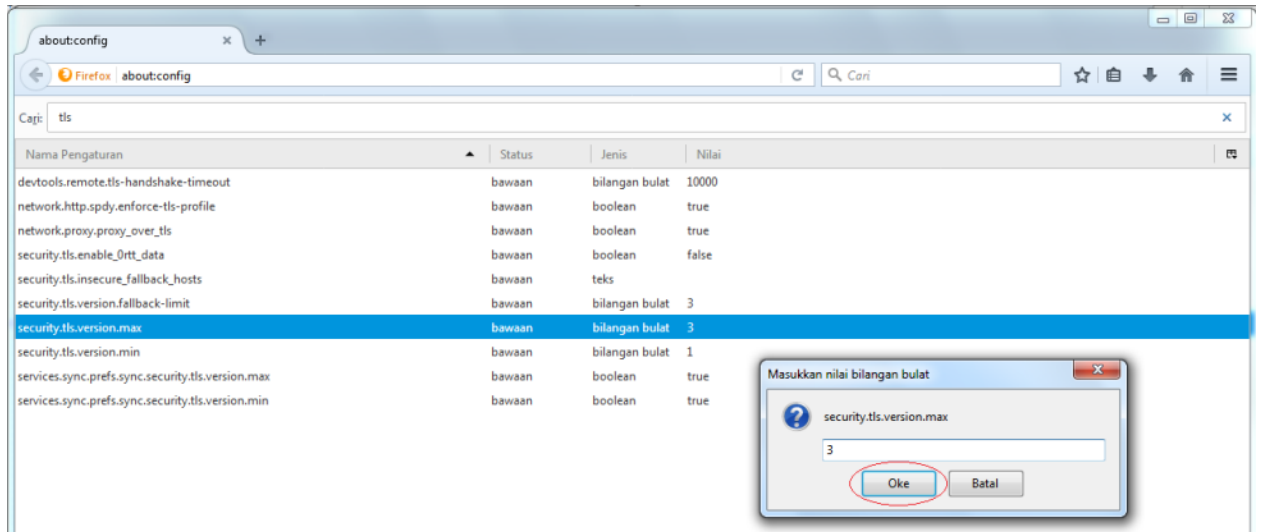 about:config
Firefox about:config Cari
Cari: tls
Nama Pengaturan Status Jenis Nilai
devtools.remote.tls-handshake-timeout bawaan bilangan bulat 10000
network.http.spdy.enforce-tls-profile bawaan boolean true
network.proxy.proxy_over_tls bawaan boolean true
security.tls.enable_0rtt_data bawaan boolean false
security.tls.insecure_fallback_hosts bawaan teks
security.tls.version.fallback-limit bawaan bilangan bulat 3
security.tls.version.max bawaan bilangan bulat 3
security.tls.version.min bawaan bilangan bulat 1
services.sync.prefs.sync.security.tls.version.max bawaan boolean true
services.sync.prefs.sync.security.tls.version.min bawaan boolean true
Masukkan nilai bilangan bulat
security.tls.version.max
3
Oke Batal